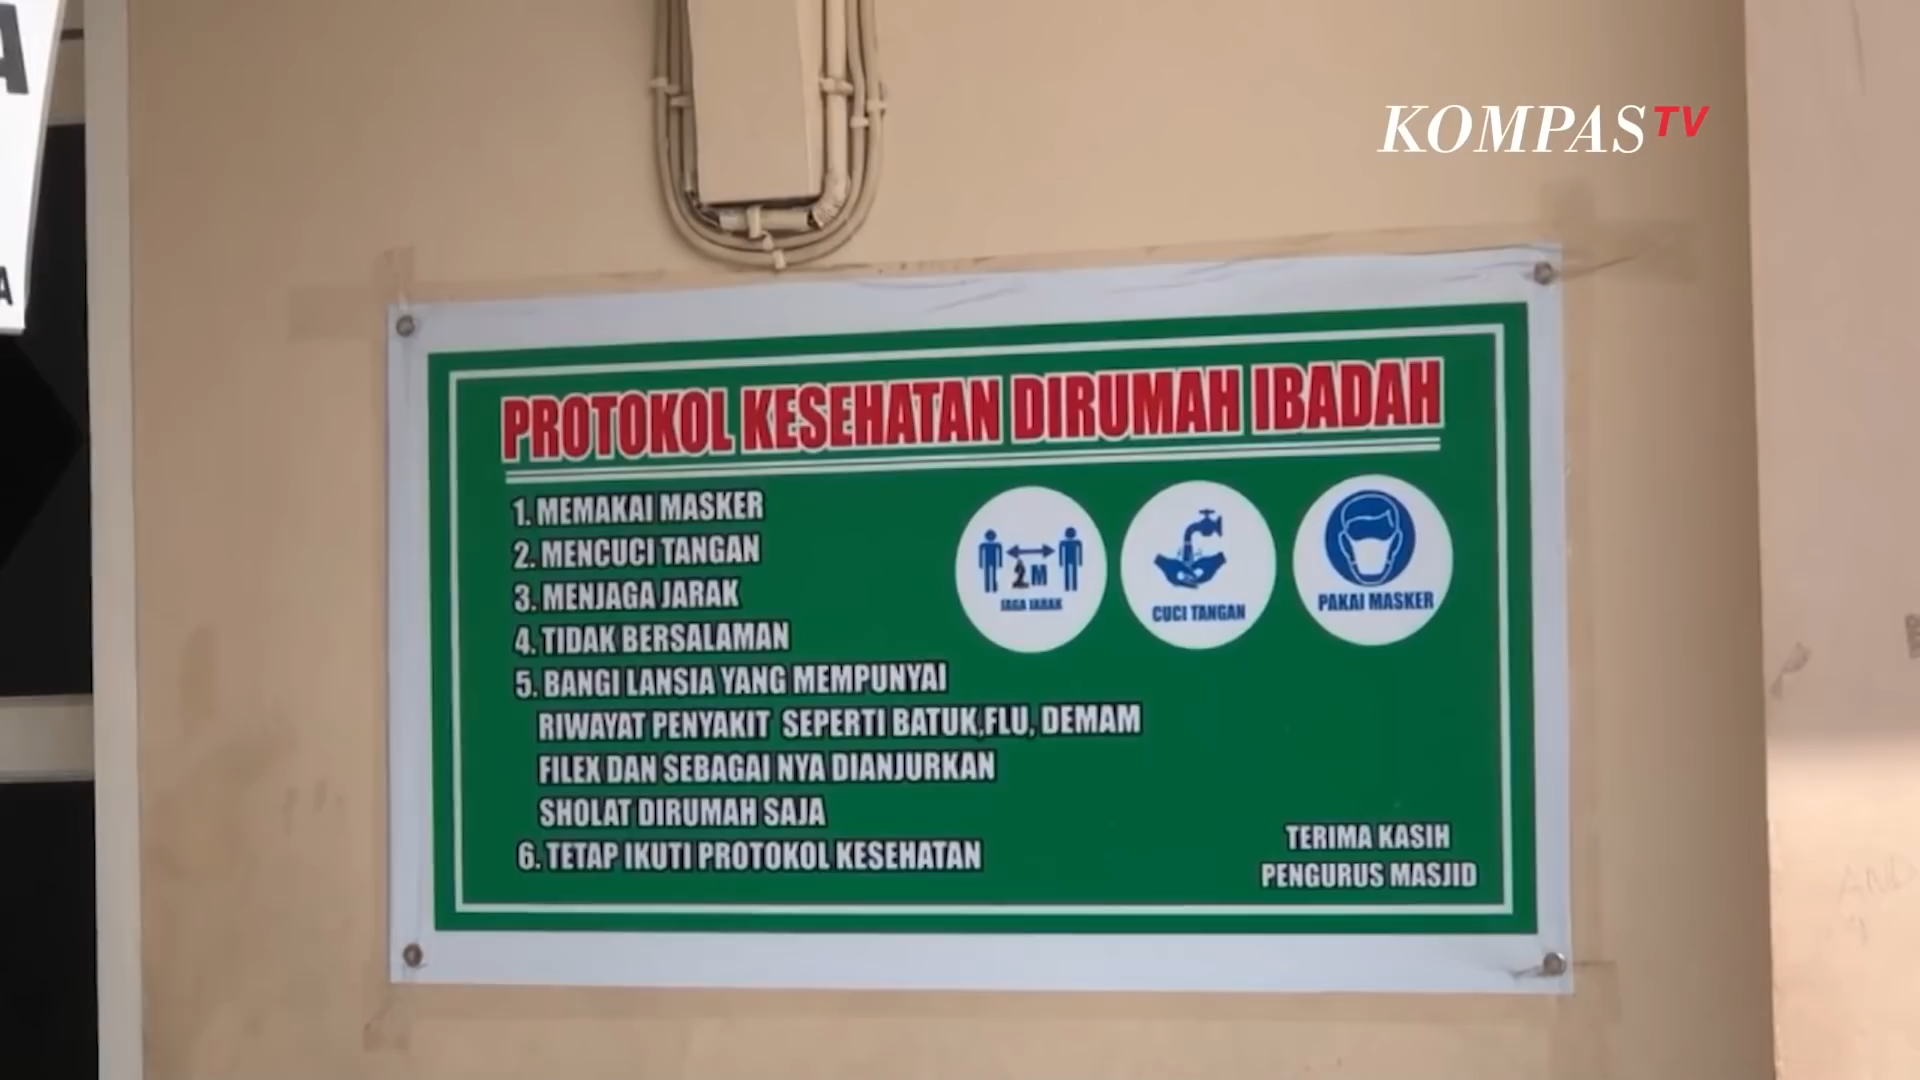 KOMPASTV
PROTOKOL KESEHATAN DIRUMAH IBADAH
1. MEMAKAI MASKER
2. MENCUCI TANGAN
3. MENJAGA JARAK
4. TIDAK BERSALAMAN
5. BANGI LANSIA YANG MEMPUNYAI
RIWAYAT PENYAKIT SEPERTI BATUK,FLU, DEMAM
FILEX DAN SEBAGAI NYA DIANJURKAN
SHOLAT DIRUMAH SAJA
6. TETAP IKUTI PROTOKOL KESEHATAN
2M
JAGA JARAK
CUCI TANGAN
PAKAI MASKER
TERIMA KASIH
PENGURUS MASJID
A
A